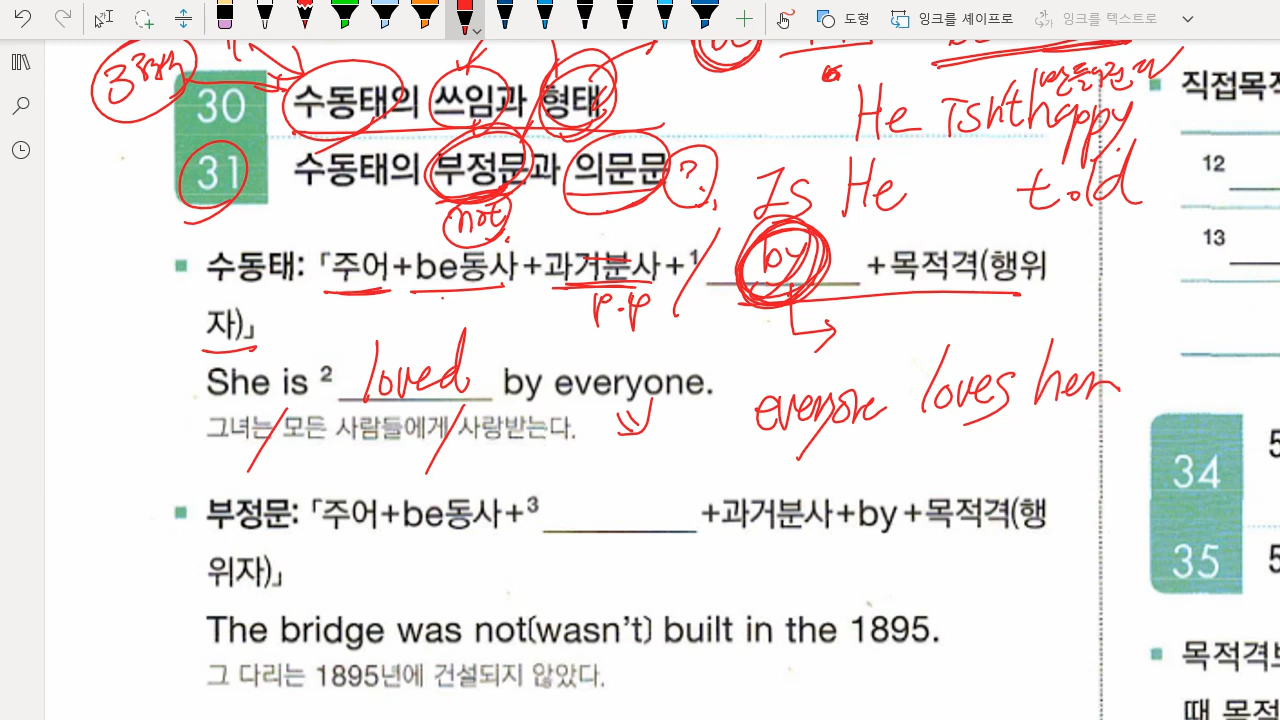 도형
잉크를 셰이프로
잉크를 텍스트로
30 수동태의 쓰임과 형태
31 수동태의 부정문과 의문문 ?
not
만들어진다
He Isn't happy
Is He told
수동태: 「주어+be동사+과거분사+¹ by +목적격(행위
자)」
p.p
She is ² loved by everyone.
everyone loves her
그녀는 모든 사람들에게 사랑받는다.
부정문: 「주어+be동사+³ +과거분사+by+목적격(행
위자)」
The bridge was not(wasn't) built in the 1895.
그 다리는 1895년에 건설되지 않았다.
직접목적
12
13
34
35
목적격보
때 목적